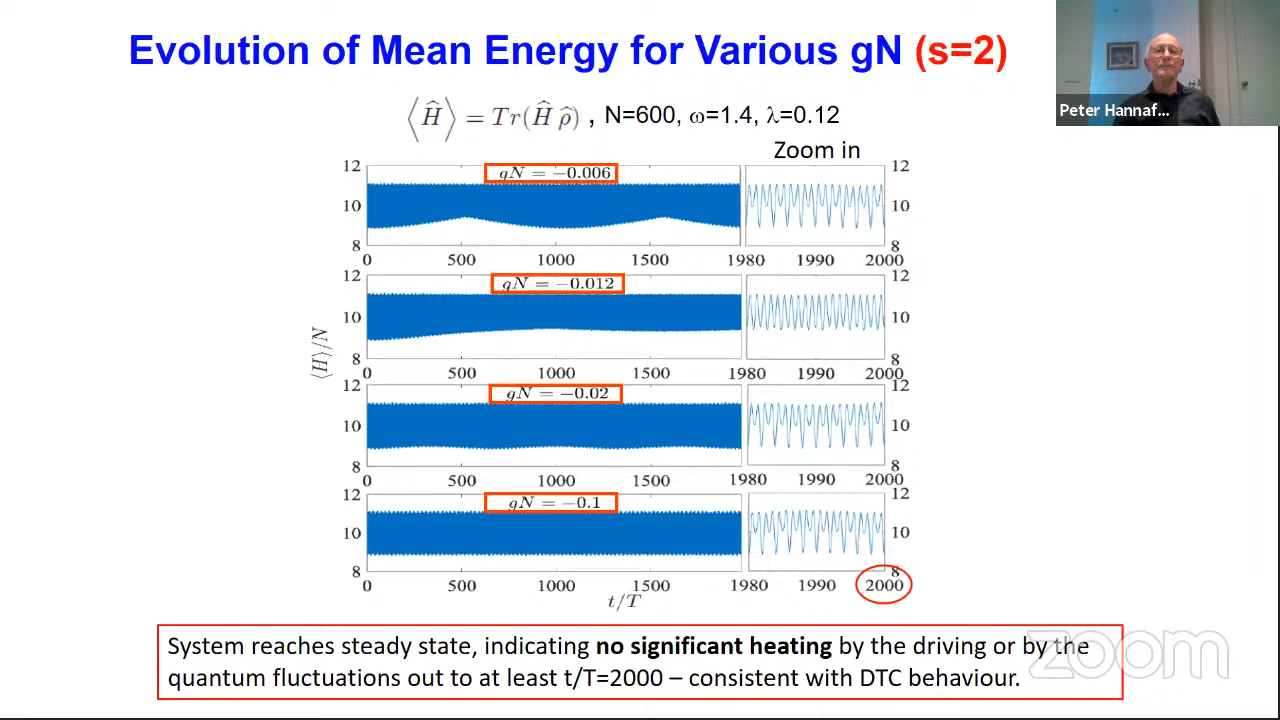 Evolution of Mean Energy for Various gN (s=2)
Peter Hannaf...
⟨Ĥ⟩ = Tr(Ĥ ρ̂) , N=600, ω=1.4, λ=0.12
Zoom in
12
gN = −0.006
12
10
10
8
8
0 500 1000 1500 1980 1990 2000
12
gN = −0.012
12
10
10
8
8
0 500 1000 1500 1980 1990 2000
12
gN = −0.02
12
10
10
8
8
0 500 1000 1500 1980 1990 2000
12
gN = −0.1
12
10
10
8
8
0 500 1000 1500 1980 1990 2000
⟨H⟩/N
t/T
System reaches steady state, indicating no significant heating by the driving or by the
quantum fluctuations out to at least t/T=2000 – consistent with DTC behaviour.
zoom